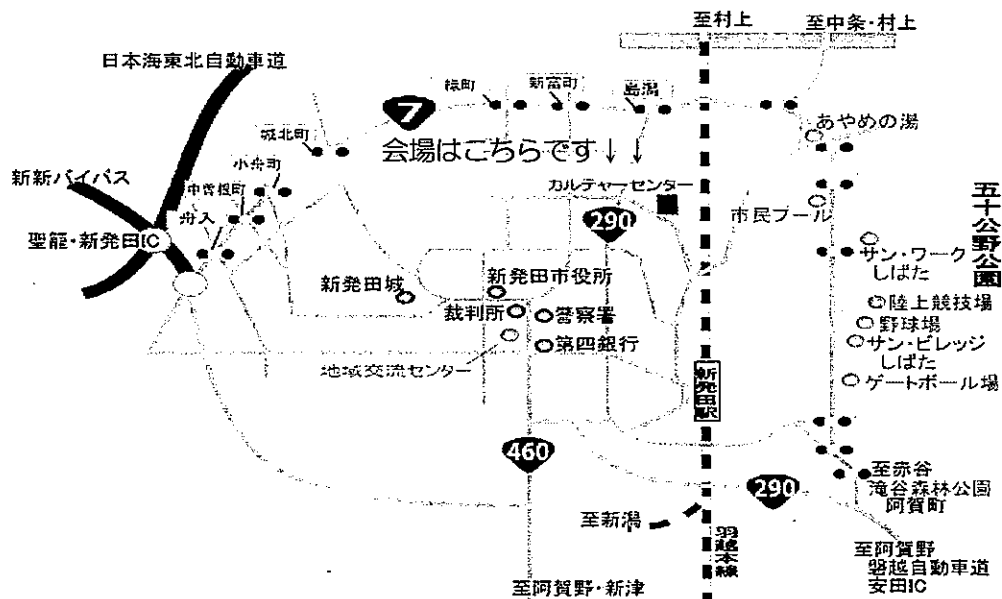 至村上
至中条・村上
日本海東北自動車道
緑町
新富町
島潟
7
あやめの湯
城北町
会場はこちらです↓
↓
小舟町
新新バイパス
中曽根町
カルチャーセンター
市民プール
五十公野公園
舟入
290
聖籠・新発田IC
サン・ワーク
しばた
新発田城
新発田市役所
陸上競技場
裁判所
警察署
野球場
サン・ビレッジ
しばた
第四銀行
地域交流センター
ゲートボール場
新発田駅
460
至赤谷
滝谷森林公園
阿賀町
290
至新潟
羽越本線
至阿賀野
磐越自動車道
安田IC
至阿賀野・新津